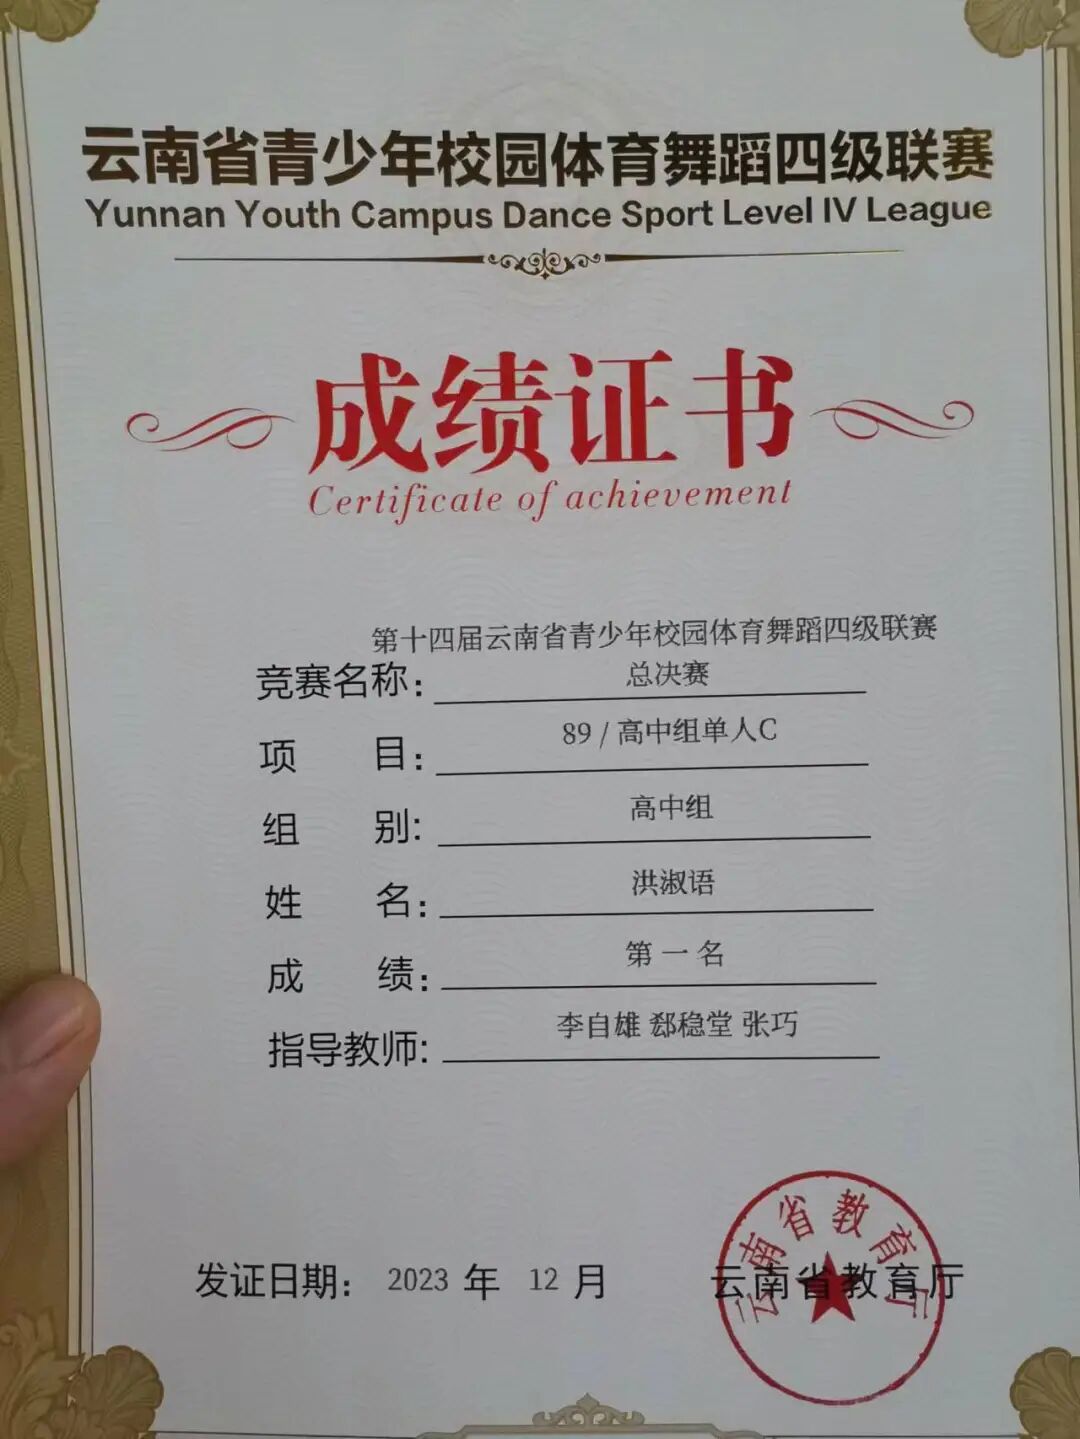 云南省青少年校园体育舞蹈四级联赛
Yunnan Youth Campus Dance Sport Level IV League
成绩证书
Certificate of achievement
第十四届云南省青少年校园体育舞蹈四级联赛
竞赛名称: 总决赛
项 目: 89 / 高中组单人C
组 别: 高中组
姓 名: 洪淑语
成 绩: 第一名
指导教师: 李自雄 郄稳堂 张巧
发证日期: 2023 年 12 月 云南省教育厅
云南省教育厅